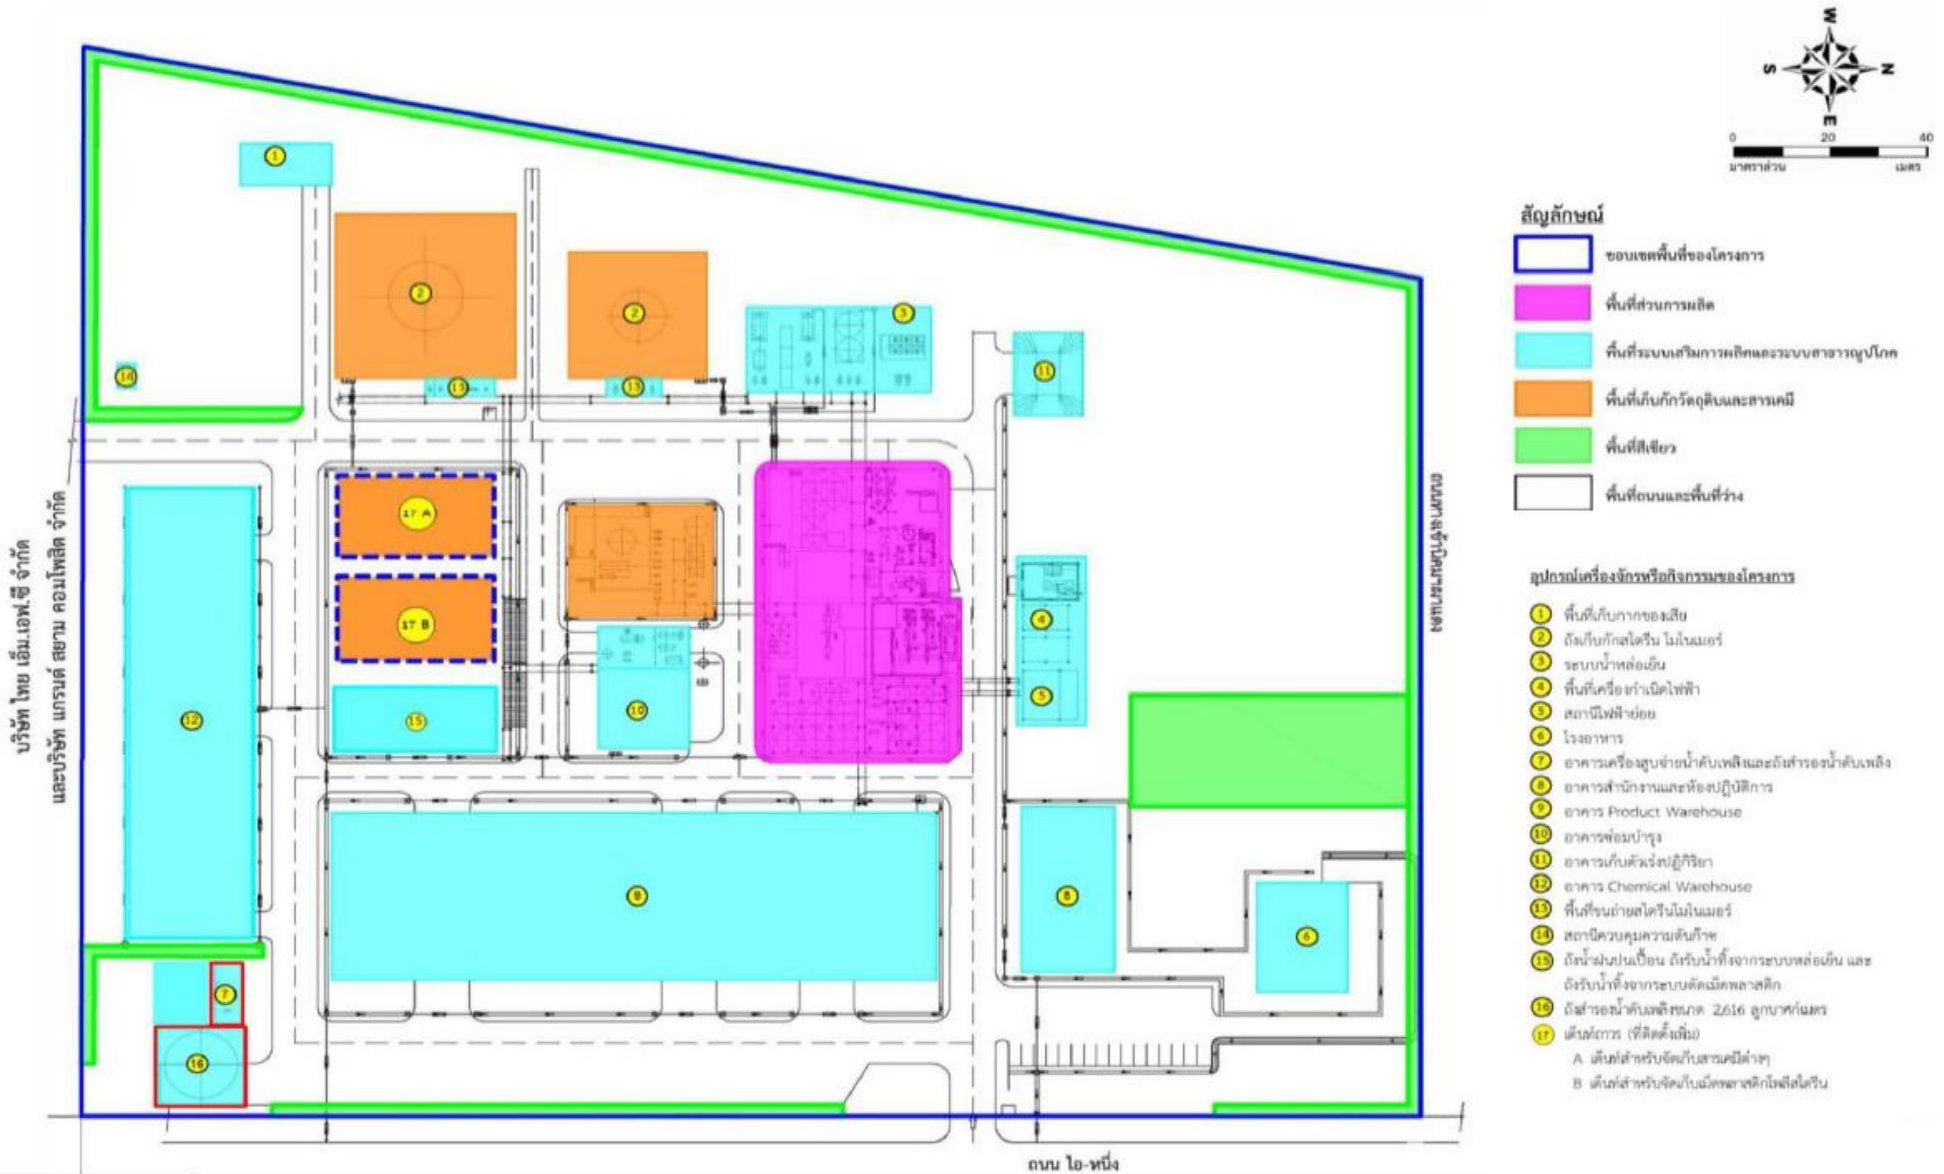 W
S
N
E
0
20
40
มาตราส่วน
เมตร
สัญลักษณ์
ขอบเขตพื้นที่ของโครงการ
พื้นที่ส่วนการผลิต
พื้นที่ระบบเสริมการผลิตและระบบสาธารณูปโภค
พื้นที่เก็บกักวัตถุดิบและสารเคมี
พื้นที่สีเขียว
พื้นที่ถนนและพื้นที่ว่าง
อุปกรณ์เครื่องจักรหรือกิจกรรมของโครงการ
1 พื้นที่เก็บกากของเสีย
2 ถังเก็บกักสไตรีน โมโนเมอร์
3 ระบบน้ำหล่อเย็น
4 พื้นที่เครื่องกำเนิดไฟฟ้า
5 สถานีไฟฟ้าย่อย
6 โรงอาหาร
7 อาคารเครื่องสูบจ่ายน้ำดับเพลิงและถังสำรองน้ำดับเพลิง
8 อาคารสำนักงานและห้องปฏิบัติการ
9 อาคาร Product Warehouse
10 อาคารซ่อมบำรุง
11 อาคารเก็บตัวเร่งปฏิกิริยา
12 อาคาร Chemical Warehouse
13 พื้นที่ขนถ่ายสไตรีนโมโนเมอร์
14 สถานีควบคุมความดันก๊าซ
15 ถังน้ำฝนปนเปื้อน ถังรับน้ำทิ้งจากระบบหล่อเย็น และ
ถังรับน้ำทิ้งจากระบบตัดเม็ดพลาสติก
16 ถังสำรองน้ำดับเพลิงขนาด 2,616 ลูกบาศก์เมตร
17 เต็นท์ถาวร (ที่ติดตั้งเพิ่ม)
A เต็นท์สำหรับจัดเก็บสารเคมีต่างๆ
B เต็นท์สำหรับจัดเก็บเม็ดพลาสติกโพลีสไตรีน
1
2
2
3
11
14
13
13
17 A
17 B
15
10
4
5
12
8
6
7
16
บริษัท ไทย เอ็ม.เอฟ.ซี จำกัด
และบริษัท แกรนด์ สยาม คอมโพสิต จำกัด
ถนนทางเข้านิคมฯผาแดง
ถนน ไอ-หนึ่ง